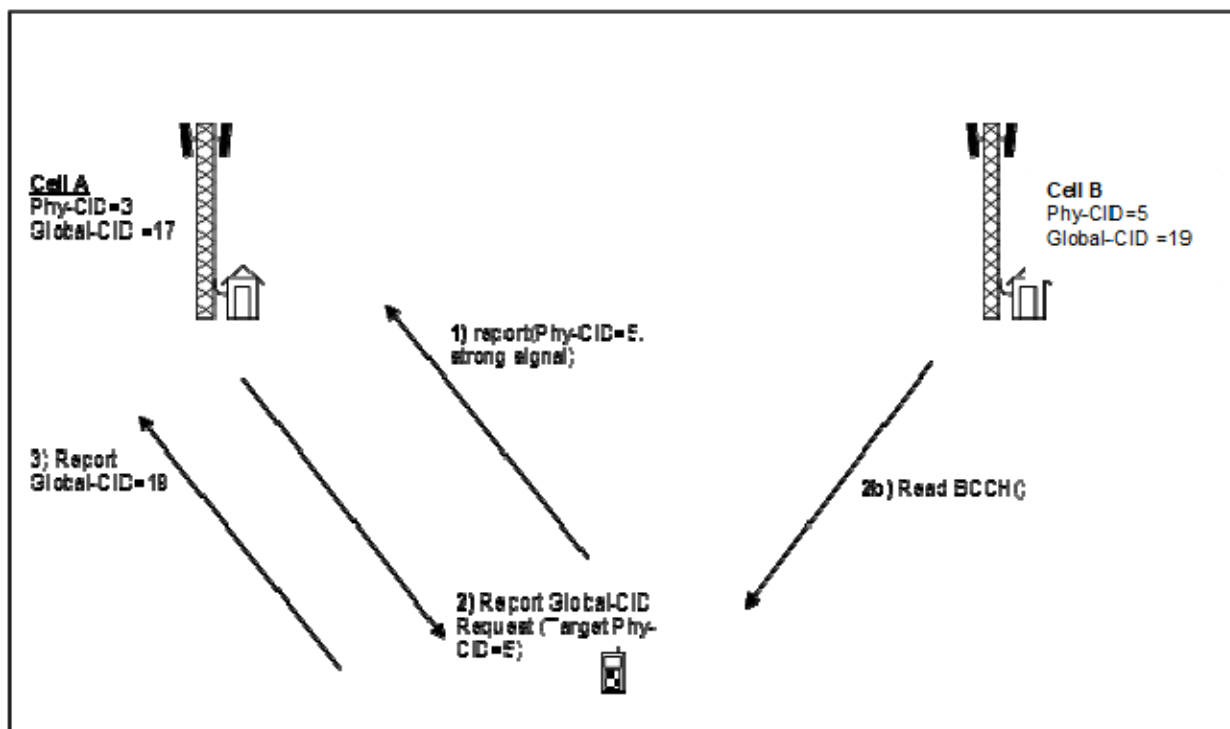 Cell A
Phy-CID=3
Global-CID =17
Cell B
Phy-CID=5
Global-CID =19
1) report(Phy-CID=5,
strong signal)
3) Report
Global-CID=19
2b) Read BCCH()
2) Report Global-CID
Request (Target Phy-
CID=5)